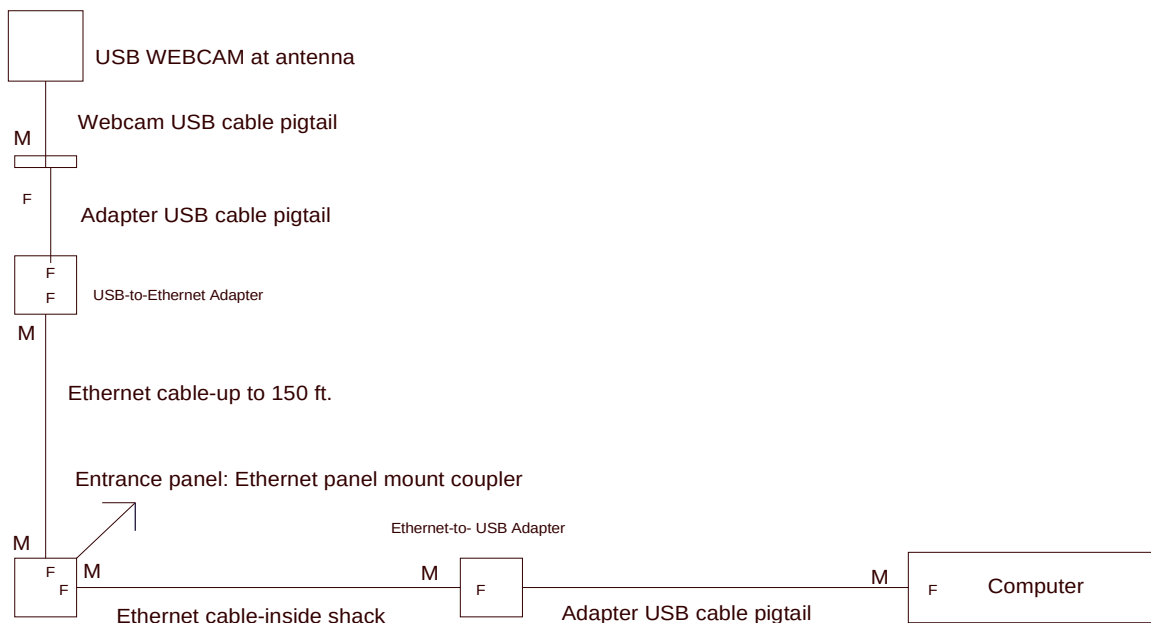 USB WEBCAM at antenna
Webcam USB cable pigtail
M
F
Adapter USB cable pigtail
F
F
USB-to-Ethernet Adapter
M
Ethernet cable-up to 150 ft.
Entrance panel: Ethernet panel mount coupler
Ethernet-to- USB Adapter
M
F
M
F
M
F
M
F
Computer
Ethernet cable-inside shack
Adapter USB cable pigtail